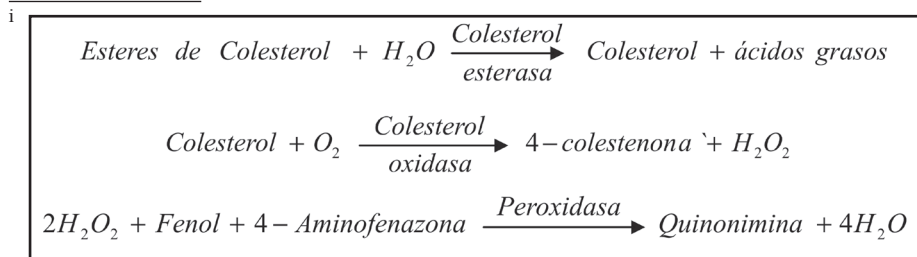 i
Esteres de Colesterol + H₂O Colesterol esterasa → Colesterol + ácidos grasos
Colesterol + O₂ Colesterol oxidasa → 4-colestenona `+ H₂O₂
2H₂O₂ + Fenol + 4-Aminofenazona Peroxidasa → Quinonimina + 4H₂O